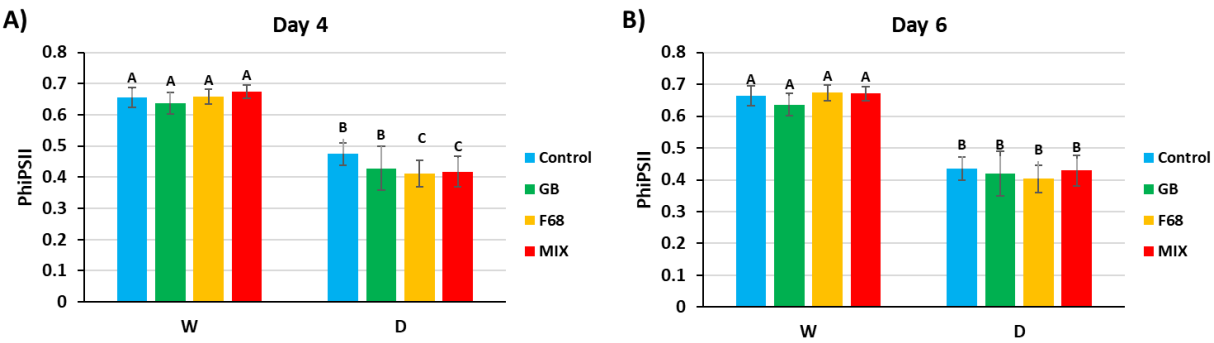 A)
Day 4
PhiPSII
0.8
0.7
0.6
0.5
0.4
0.3
0.2
0.1
0
A A A A
B B C C
W D
Control
GB
F68
MIX
B)
Day 6
PhiPSII
0.8
0.7
0.6
0.5
0.4
0.3
0.2
0.1
0
A A A A
B B B B
W D
Control
GB
F68
MIX